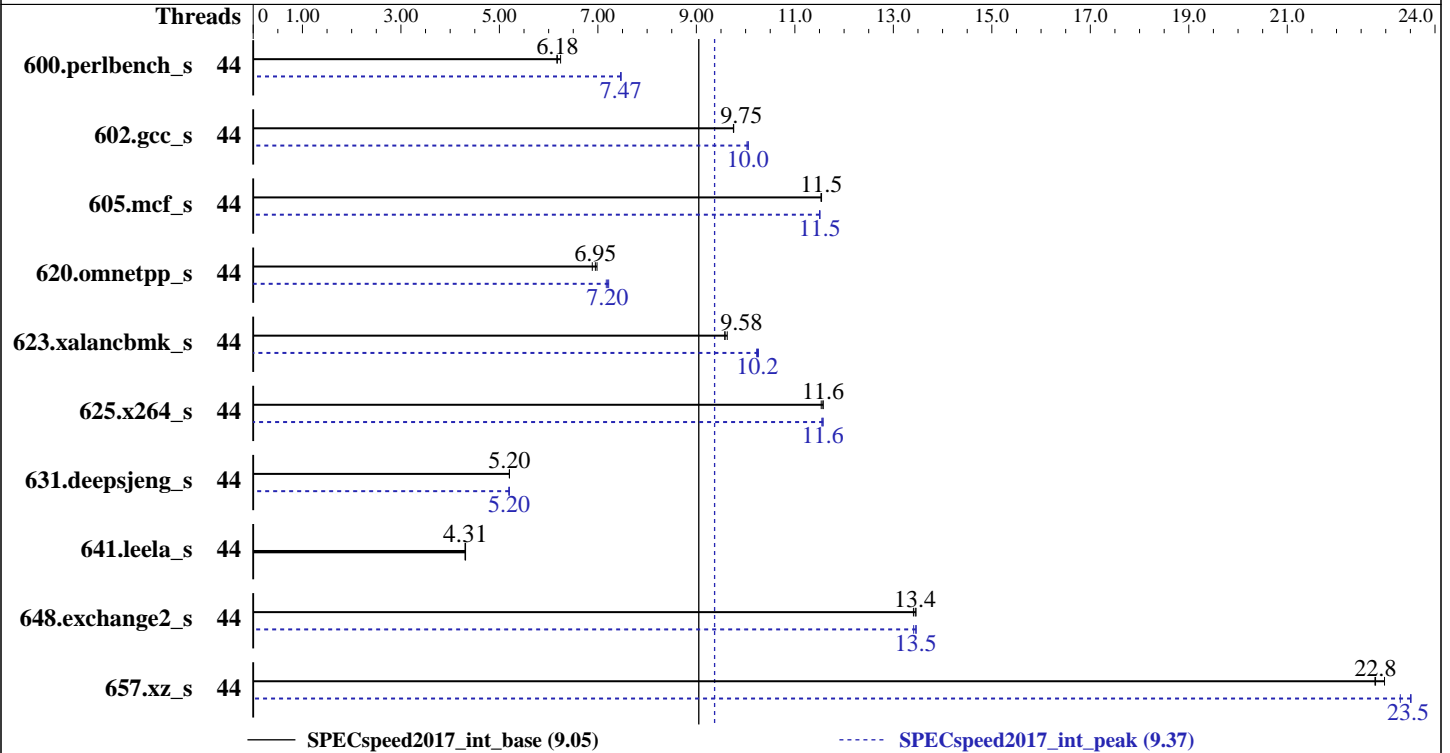 Threads 0 1.00 3.00 5.00 7.00 9.00 11.0 13.0 15.0 17.0 19.0 21.0 24.0
6.18
600.perlbench_s 44
7.47
9.75
602.gcc_s 44
10.0
11.5
605.mcf_s 44
11.5
6.95
620.omnetpp_s 44
7.20
9.58
623.xalancbmk_s 44
10.2
11.6
625.x264_s 44
11.6
5.20
631.deepsjeng_s 44
5.20
4.31
641.leela_s 44
13.4
648.exchange2_s 44
13.5
22.8
657.xz_s 44
23.5
SPECspeed2017_int_base (9.05) SPECspeed2017_int_peak (9.37)